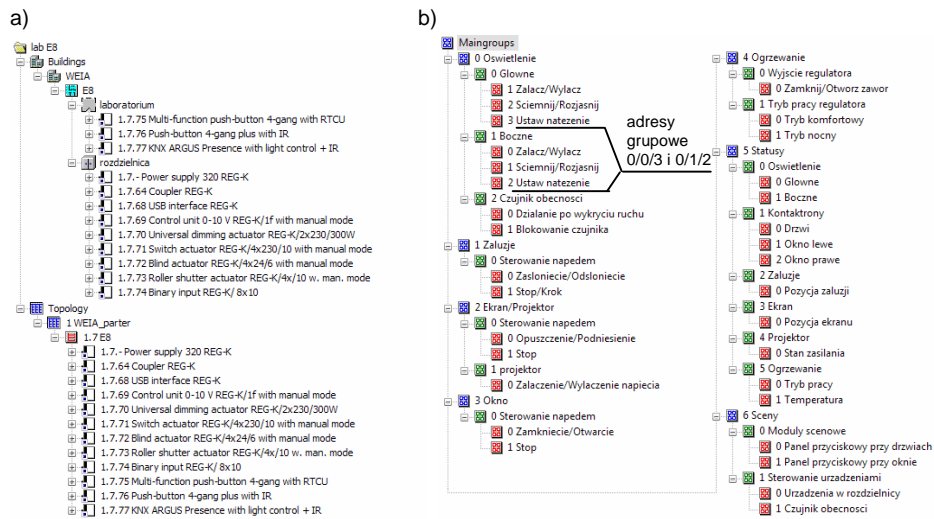 a)
lab E8
Buildings
WEIA
E8
laboratorium
1.7.75 Multi-function push-button 4-gang with RTCU
1.7.76 Push-button 4-gang plus with IR
1.7.77 KNX ARGUS Presence with light control + IR
rozdzielnica
1.7.- Power supply 320 REG-K
1.7.64 Coupler REG-K
1.7.68 USB interface REG-K
1.7.69 Control unit 0-10 V REG-K/1f with manual mode
1.7.70 Universal dimming actuator REG-K/2x230/300W
1.7.71 Switch actuator REG-K/4x230/10 with manual mode
1.7.72 Blind actuator REG-K/4x24/6 with manual mode
1.7.73 Roller shutter actuator REG-K/4x/10 w. man. mode
1.7.74 Binary input REG-K/ 8x10
Topology
1 WEIA_parter
1.7 E8
1.7.- Power supply 320 REG-K
1.7.64 Coupler REG-K
1.7.68 USB interface REG-K
1.7.69 Control unit 0-10 V REG-K/1f with manual mode
1.7.70 Universal dimming actuator REG-K/2x230/300W
1.7.71 Switch actuator REG-K/4x230/10 with manual mode
1.7.72 Blind actuator REG-K/4x24/6 with manual mode
1.7.73 Roller shutter actuator REG-K/4x/10 w. man. mode
1.7.74 Binary input REG-K/ 8x10
1.7.75 Multi-function push-button 4-gang with RTCU
1.7.76 Push-button 4-gang plus with IR
1.7.77 KNX ARGUS Presence with light control + IR
b)
Maingroups
0 Oswietlenie
0 Glowne
1 Zalacz/Wylacz
2 Sciemnij/Rozjasnij
3 Ustaw natezenie
1 Boczne
0 Zalacz/Wylacz
1 Sciemnij/Rozjasnij
2 Ustaw natezenie
2 Czujnik obecnosci
0 Dzialanie po wykryciu ruchu
1 Blokowanie czujnika
1 Zaluzje
0 Sterowanie napedem
0 Zasloniecie/Odsloniecie
1 Stop/Krok
2 Ekran/Projektor
0 Sterowanie napedem
0 Opuszczenie/Podniesienie
1 Stop
1 projektor
0 Zalaczenie/Wylaczenie napiecia
3 Okno
0 Sterowanie napedem
0 Zamkniecie/Otwarcie
1 Stop
adresy
grupowe
0/0/3 i 0/1/2
4 Ogrzewanie
0 Wyjscie regulatora
0 Zamknij/Otworz zawor
1 Tryb pracy regulatora
0 Tryb komfortowy
1 Tryb nocny
5 Statusy
0 Oswietlenie
0 Glowne
1 Boczne
1 Kontaktrony
0 Drzwi
1 Okno lewe
2 Okno prawe
2 Zaluzje
0 Pozycja zaluzji
3 Ekran
0 Pozycja ekranu
4 Projektor
0 Stan zasilania
5 Ogrzewanie
0 Tryb pracy
1 Temperatura
6 Sceny
0 Moduly scenowe
0 Panel przyciskowy przy drzwiach
1 Panel przyciskowy przy oknie
1 Sterowanie urzadzeniami
0 Urzadzenia w rozdzielnicy
1 Czujnik obecnosci